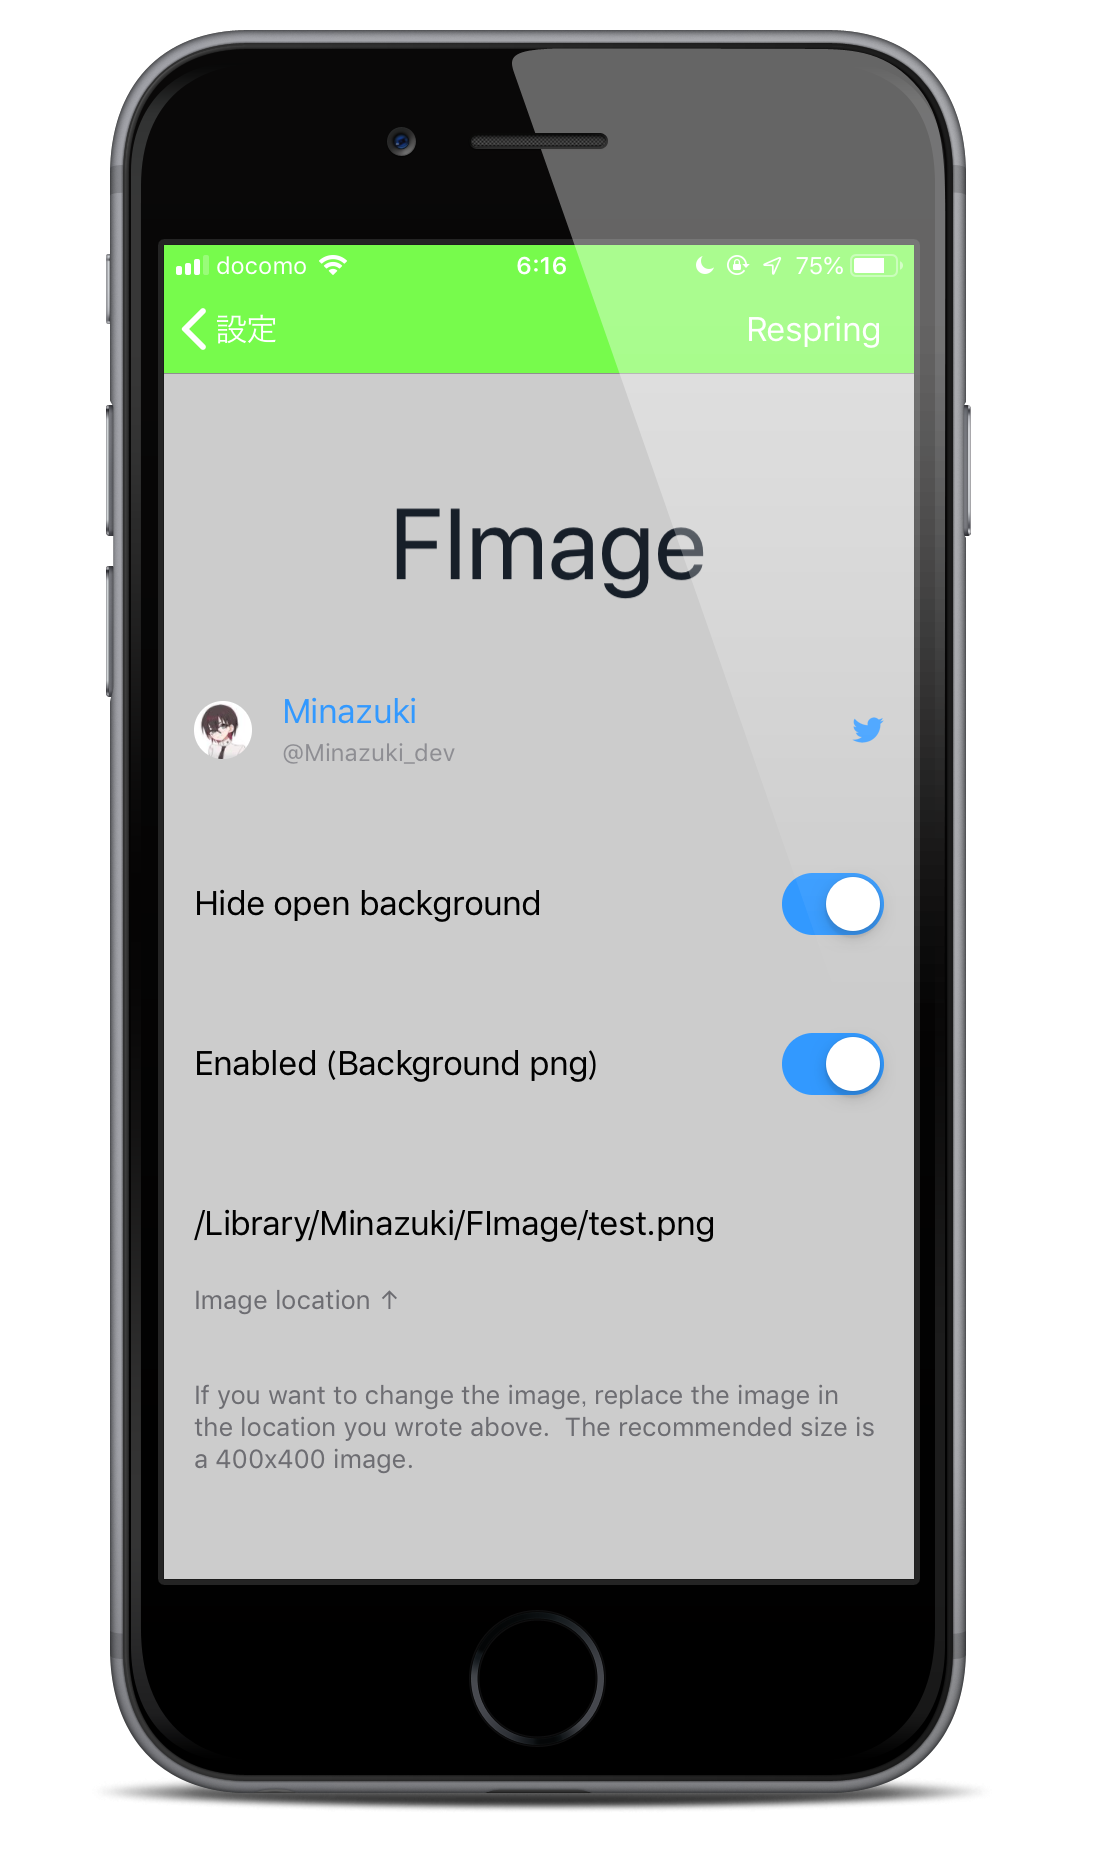 docomo 6:16 75%
設定 Respring
FImage
Minazuki
@Minazuki_dev
Hide open background
Enabled (Background png)
/Library/Minazuki/FImage/test.png
Image location ↑
If you want to change the image, replace the image in
the location you wrote above.  The recommended size is
a 400x400 image.